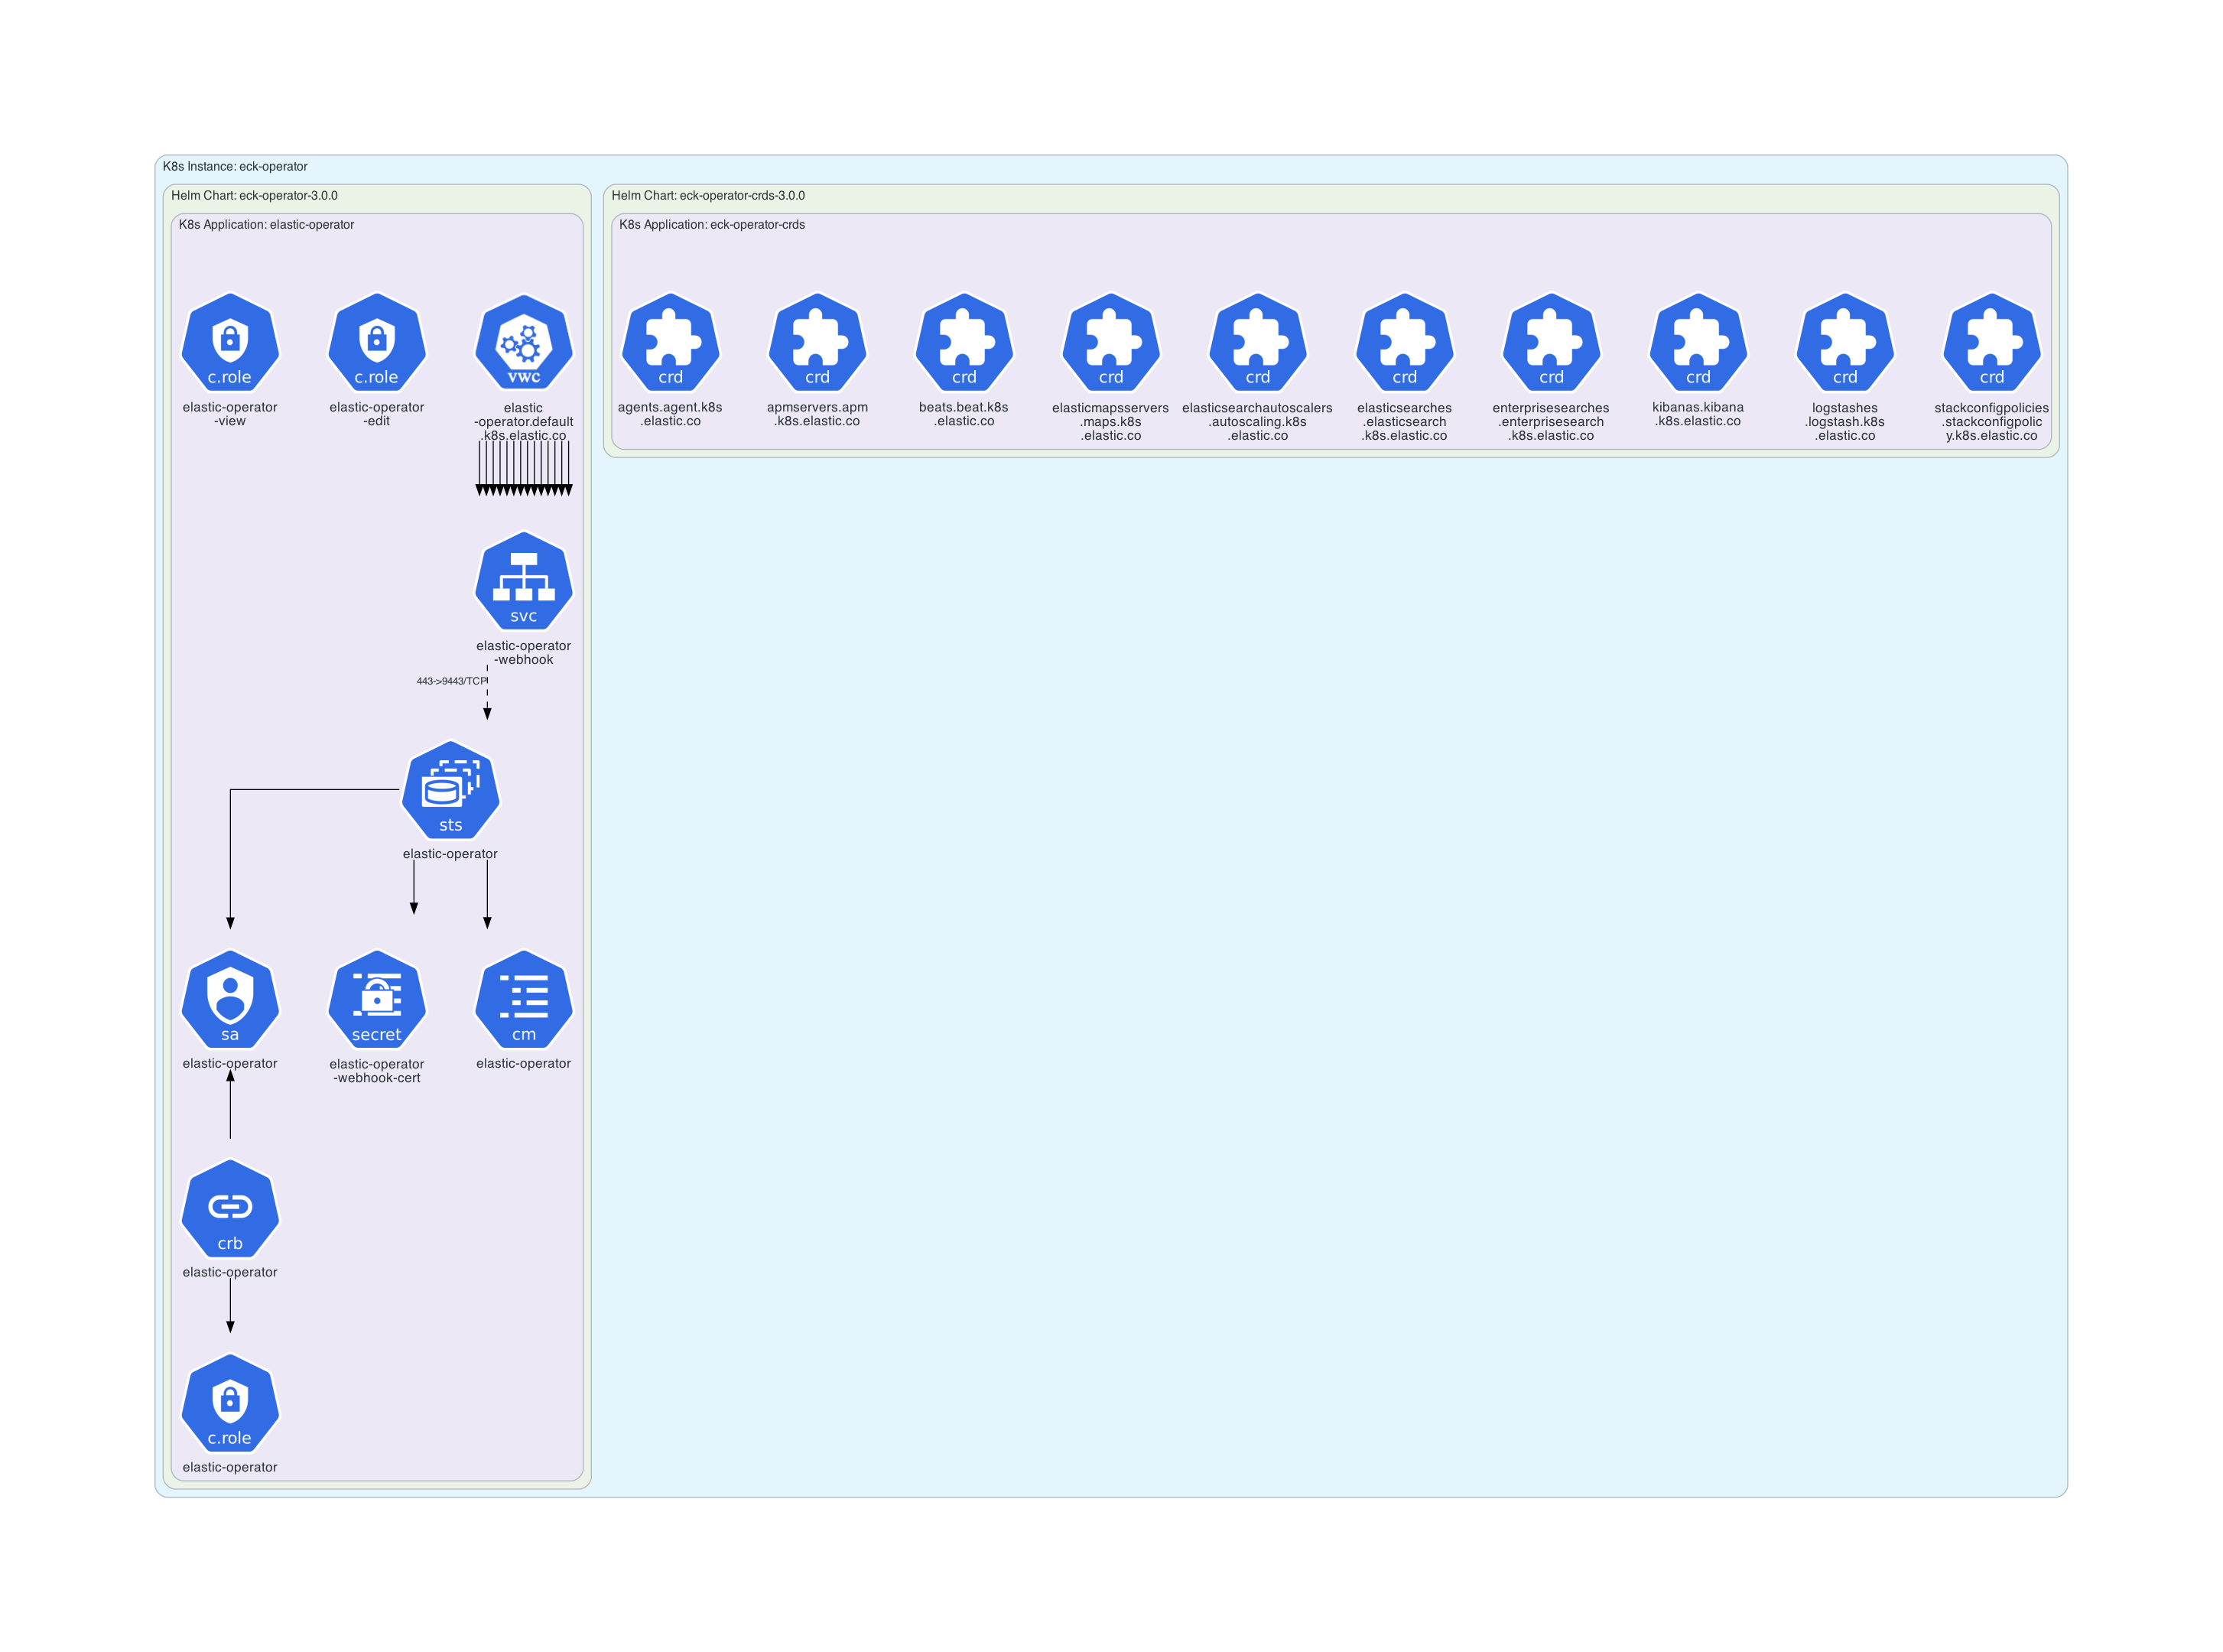 K8s Instance: eck-operator
Helm Chart: eck-operator-3.0.0
K8s Application: elastic-operator
c.role
elastic-operator
-view
c.role
elastic-operator
-edit
vwc
elastic
-operator.default
.k8s.elastic.co
svc
elastic-operator
-webhook
443->9443/TCP
sts
elastic-operator
sa
elastic-operator
secret
elastic-operator
-webhook-cert
cm
elastic-operator
crb
elastic-operator
c.role
elastic-operator
Helm Chart: eck-operator-crds-3.0.0
K8s Application: eck-operator-crds
crd
agents.agent.k8s
.elastic.co
crd
apmservers.apm
.k8s.elastic.co
crd
beats.beat.k8s
.elastic.co
crd
elasticmapsservers
.maps.k8s
.elastic.co
crd
elasticsearchautoscalers
.autoscaling.k8s
.elastic.co
crd
elasticsearches
.elasticsearch
.k8s.elastic.co
crd
enterprisesearches
.enterprisesearch
.k8s.elastic.co
crd
kibanas.kibana
.k8s.elastic.co
crd
logstashes
.logstash.k8s
.elastic.co
crd
stackconfigpolicies
.stackconfigpolic
y.k8s.elastic.co